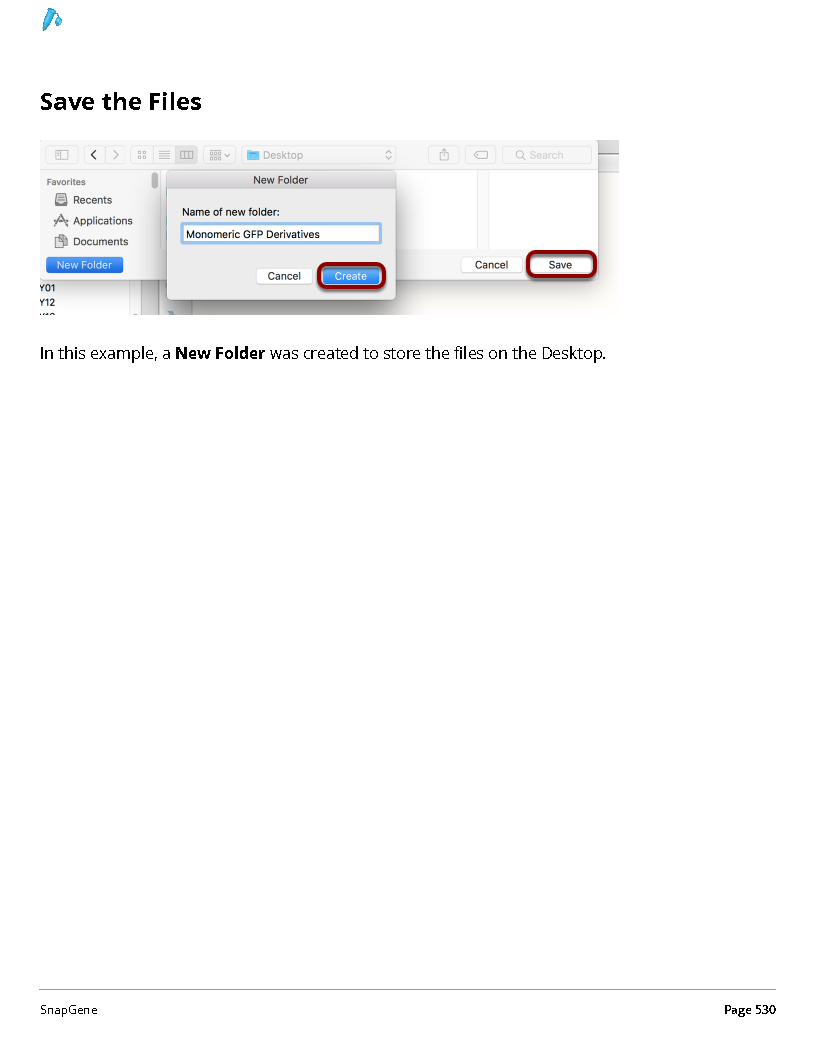 Save the Files
Desktop
Search
Favorites
Recents
Applications
Documents
New Folder
New Folder
Name of new folder:
Monomeric GFP Derivatives
Cancel
Create
Cancel
Save
Y01
Y12
In this example, a New Folder was created to store the files on the Desktop.
SnapGene
Page 530